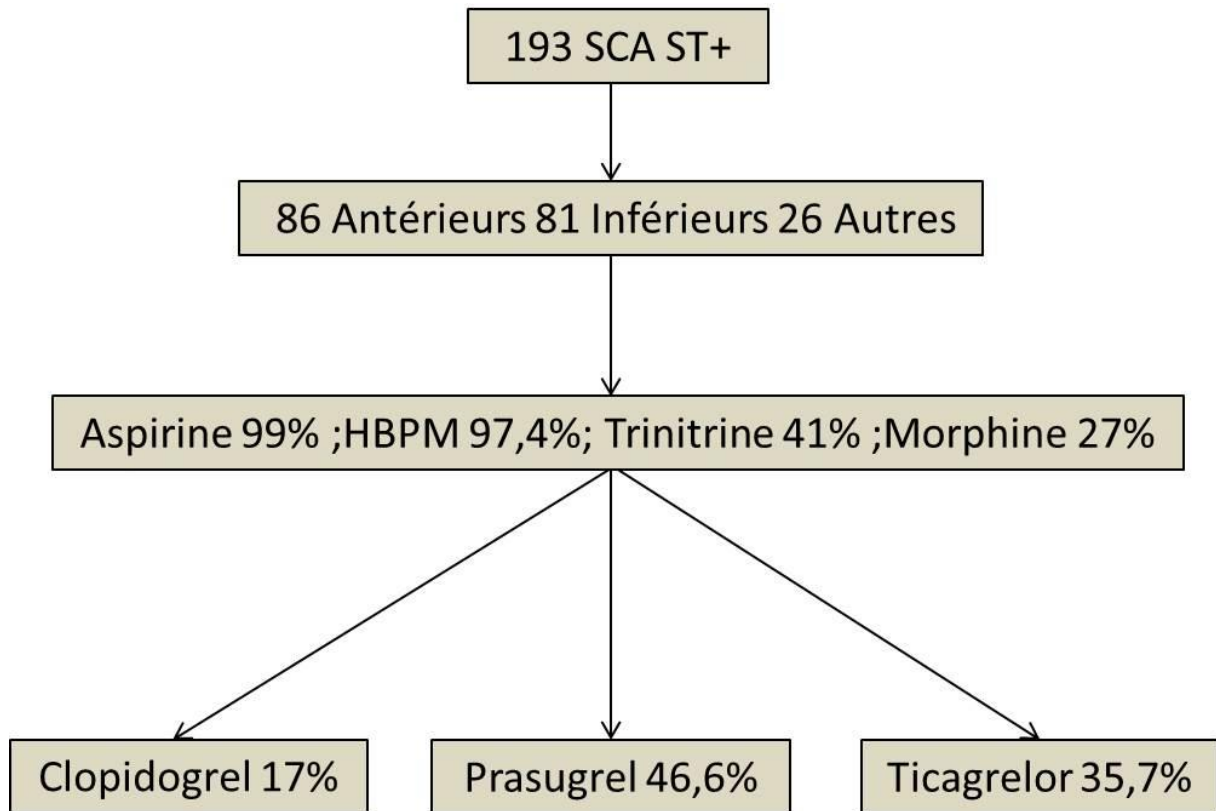 193 SCA ST+
86 Antérieurs 81 Inférieurs 26 Autres
Aspirine 99% ;HBPM 97,4%; Trinitrine 41% ;Morphine 27%
Clopidogrel 17%
Prasugrel 46,6%
Ticagrelor 35,7%